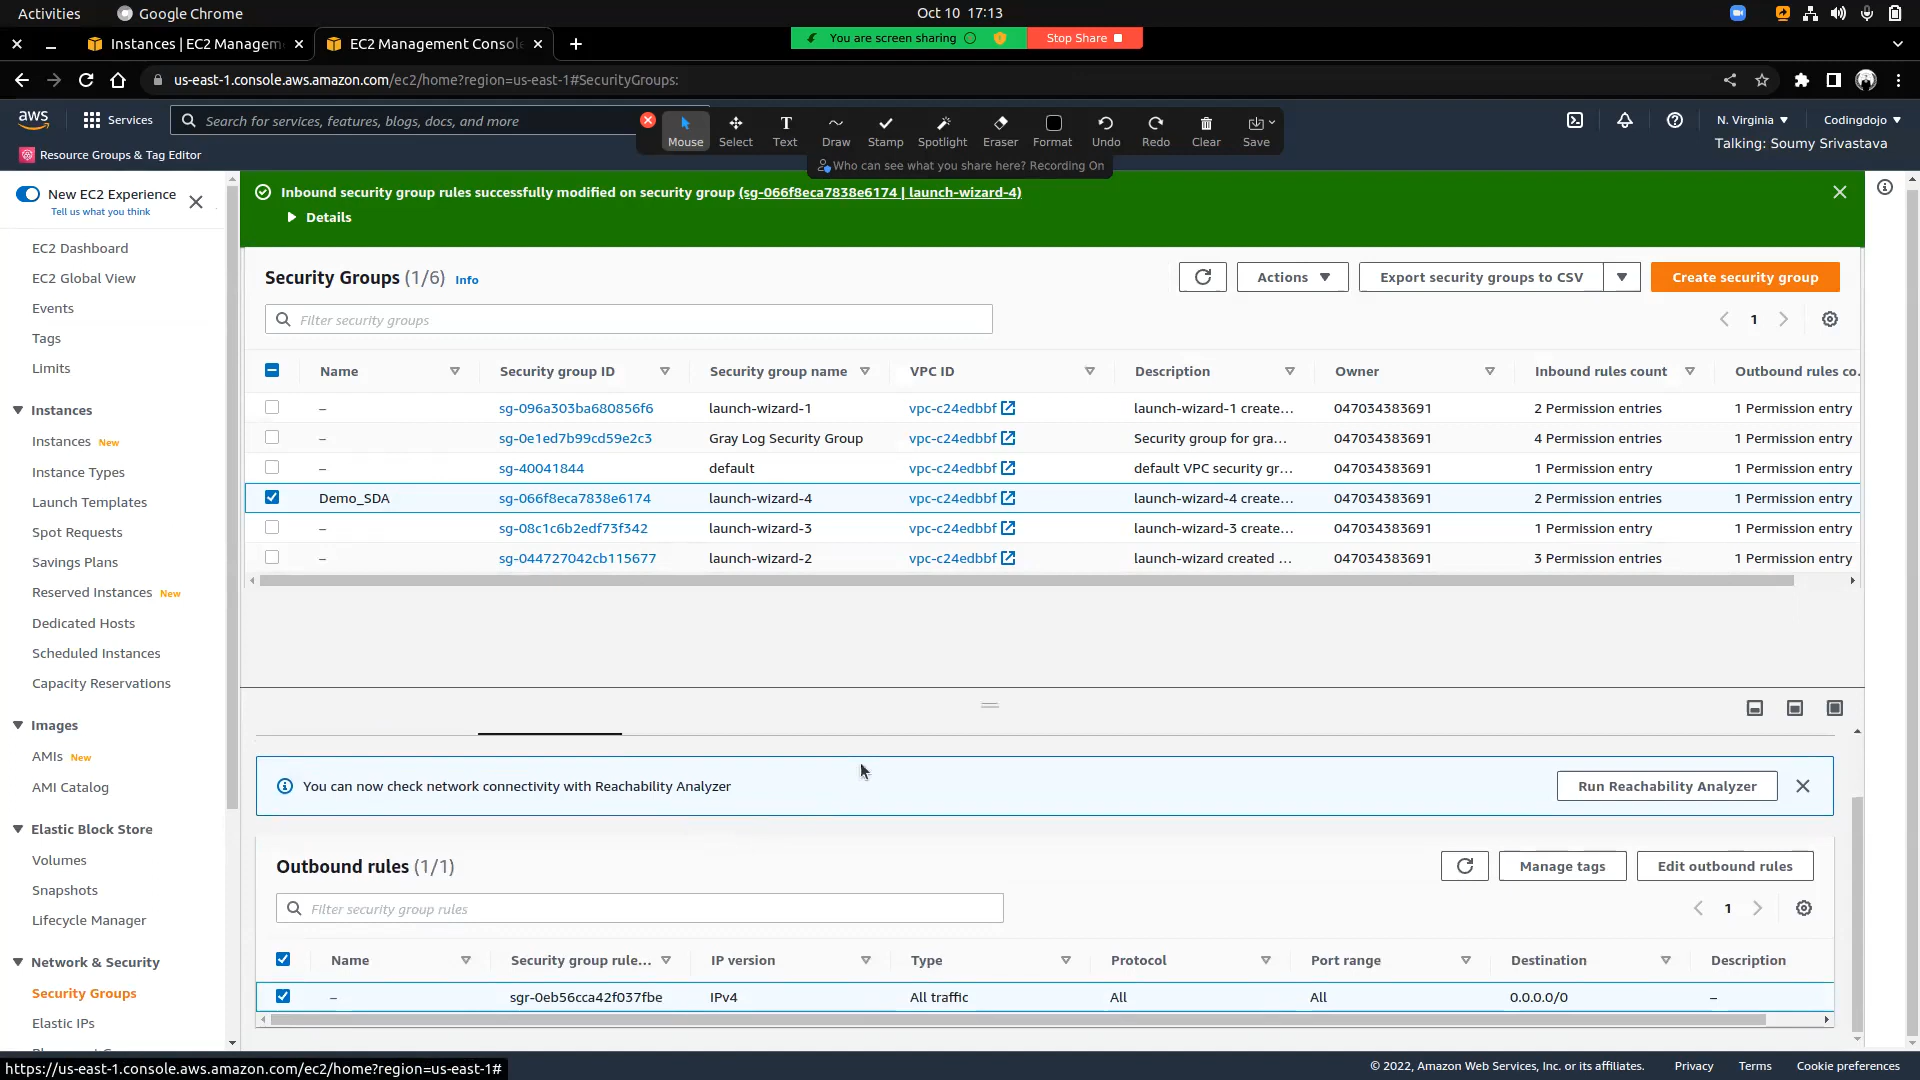 Activities
Google Chrome
Oct 10 17:13
Instances | EC2 Managem
EC2 Management Console
You are screen sharing
Stop Share
us-east-1.console.aws.amazon.com/ec2/home?region=us-east-1#SecurityGroups:
aws
Services
Search for services, features, blogs, docs, and more
Mouse
Select
Text
Draw
Stamp
Spotlight
Eraser
Format
Undo
Redo
Clear
Save
N. Virginia
Codingdojo
Talking: Soumy Srivastava
Who can see what you share here? Recording On
Resource Groups & Tag Editor
New EC2 Experience
Tell us what you think
EC2 Dashboard
EC2 Global View
Events
Tags
Limits
Instances
Instances New
Instance Types
Launch Templates
Spot Requests
Savings Plans
Reserved Instances New
Dedicated Hosts
Scheduled Instances
Capacity Reservations
Images
AMIs New
AMI Catalog
Elastic Block Store
Volumes
Snapshots
Lifecycle Manager
Network & Security
Security Groups
Elastic IPs
Inbound security group rules successfully modified on security group (sg-066f8eca7838e6174 | launch-wizard-4)
Details
Security Groups (1/6) Info
Actions
Export security groups to CSV
Create security group
Filter security groups
1
Name Security group ID Security group name VPC ID Description Owner Inbound rules count Outbound rules co.
– sg-096a303ba680856f6 launch-wizard-1 vpc-c24edbbf launch-wizard-1 create... 047034383691 2 Permission entries 1 Permission entry
– sg-0e1ed7b99cd59e2c3 Gray Log Security Group vpc-c24edbbf Security group for gra... 047034383691 4 Permission entries 1 Permission entry
– sg-40041844 default vpc-c24edbbf default VPC security gr... 047034383691 1 Permission entry 1 Permission entry
Demo_SDA sg-066f8eca7838e6174 launch-wizard-4 vpc-c24edbbf launch-wizard-4 create... 047034383691 2 Permission entries 1 Permission entry
– sg-08c1c6b2edf73f342 launch-wizard-3 vpc-c24edbbf launch-wizard-3 create... 047034383691 1 Permission entry 1 Permission entry
– sg-044727042cb115677 launch-wizard-2 vpc-c24edbbf launch-wizard created ... 047034383691 3 Permission entries 1 Permission entry
You can now check network connectivity with Reachability Analyzer
Run Reachability Analyzer
Outbound rules (1/1)
Manage tags
Edit outbound rules
Filter security group rules
1
Name Security group rule... IP version Type Protocol Port range Destination Description
– sgr-0eb56cca42f037fbe IPv4 All traffic All All 0.0.0.0/0 –
https://us-east-1.console.aws.amazon.com/ec2/home?region=us-east-1#
© 2022, Amazon Web Services, Inc. or its affiliates.
Privacy
Terms
Cookie preferences